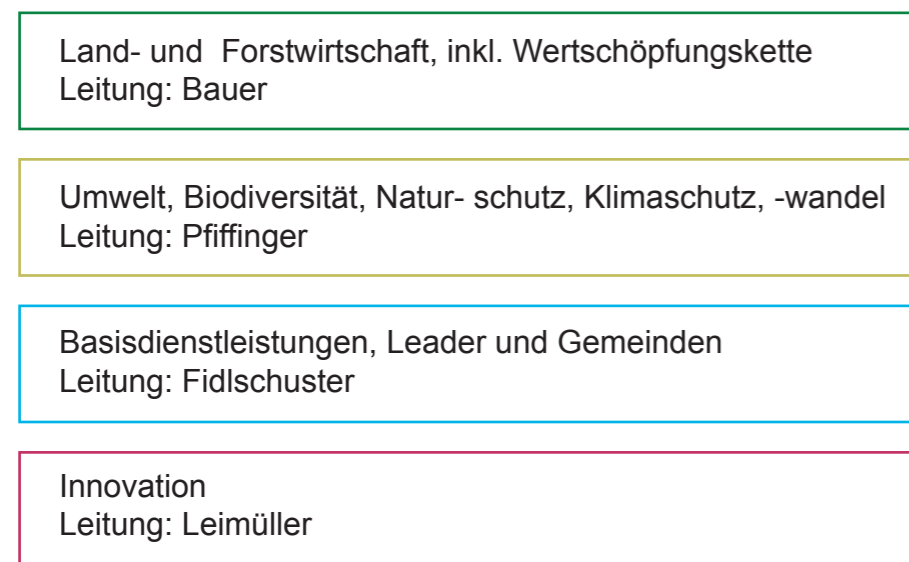 Land- und  Forstwirtschaft, inkl. Wertschöpfungskette
Leitung: Bauer
Umwelt, Biodiversität, Natur- schutz, Klimaschutz, -wandel
Leitung: Pfiffinger
Basisdienstleistungen, Leader und Gemeinden
Leitung: Fidlschuster
Innovation
Leitung: Leimüller